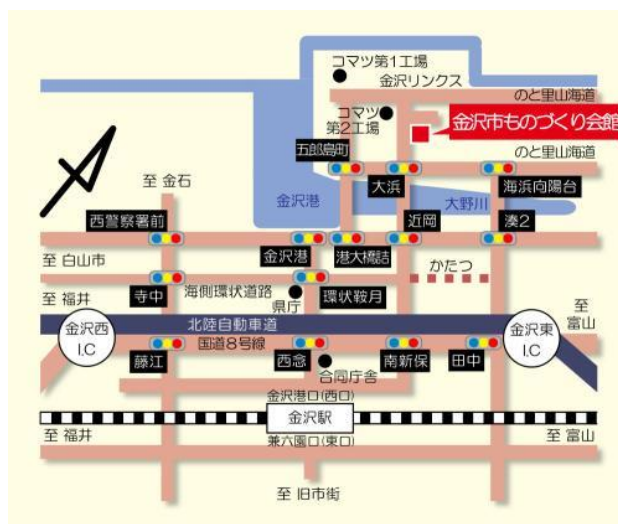 コマツ第1工場
金沢リンクス
のと里山海道
コマツ
第2工場
金沢市ものづくり会館
五郎島町
のと里山海道
至 金石
大浜
海浜向陽台
金沢港
大野川
西警察署前
近岡
金沢港
港大橋詰
湊2
至 白山市
かたつ
寺中
海側環状道路
県庁
環状鞍月
至 福井
至
富山
金沢西
I.C
北陸自動車道
金沢東
I.C
国道8号線
藤江
西念
南新保
田中
合同庁舎
金沢港口(西口)
金沢駅
至 福井
至 富山
兼六園口(東口)
至 旧市街